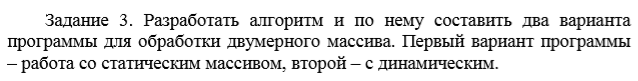 Задание 3. Разработать алгоритм и по нему составить два варианта
программы для обработки двумерного массива. Первый вариант программы
– работа со статическим массивом, второй – с динамическим.